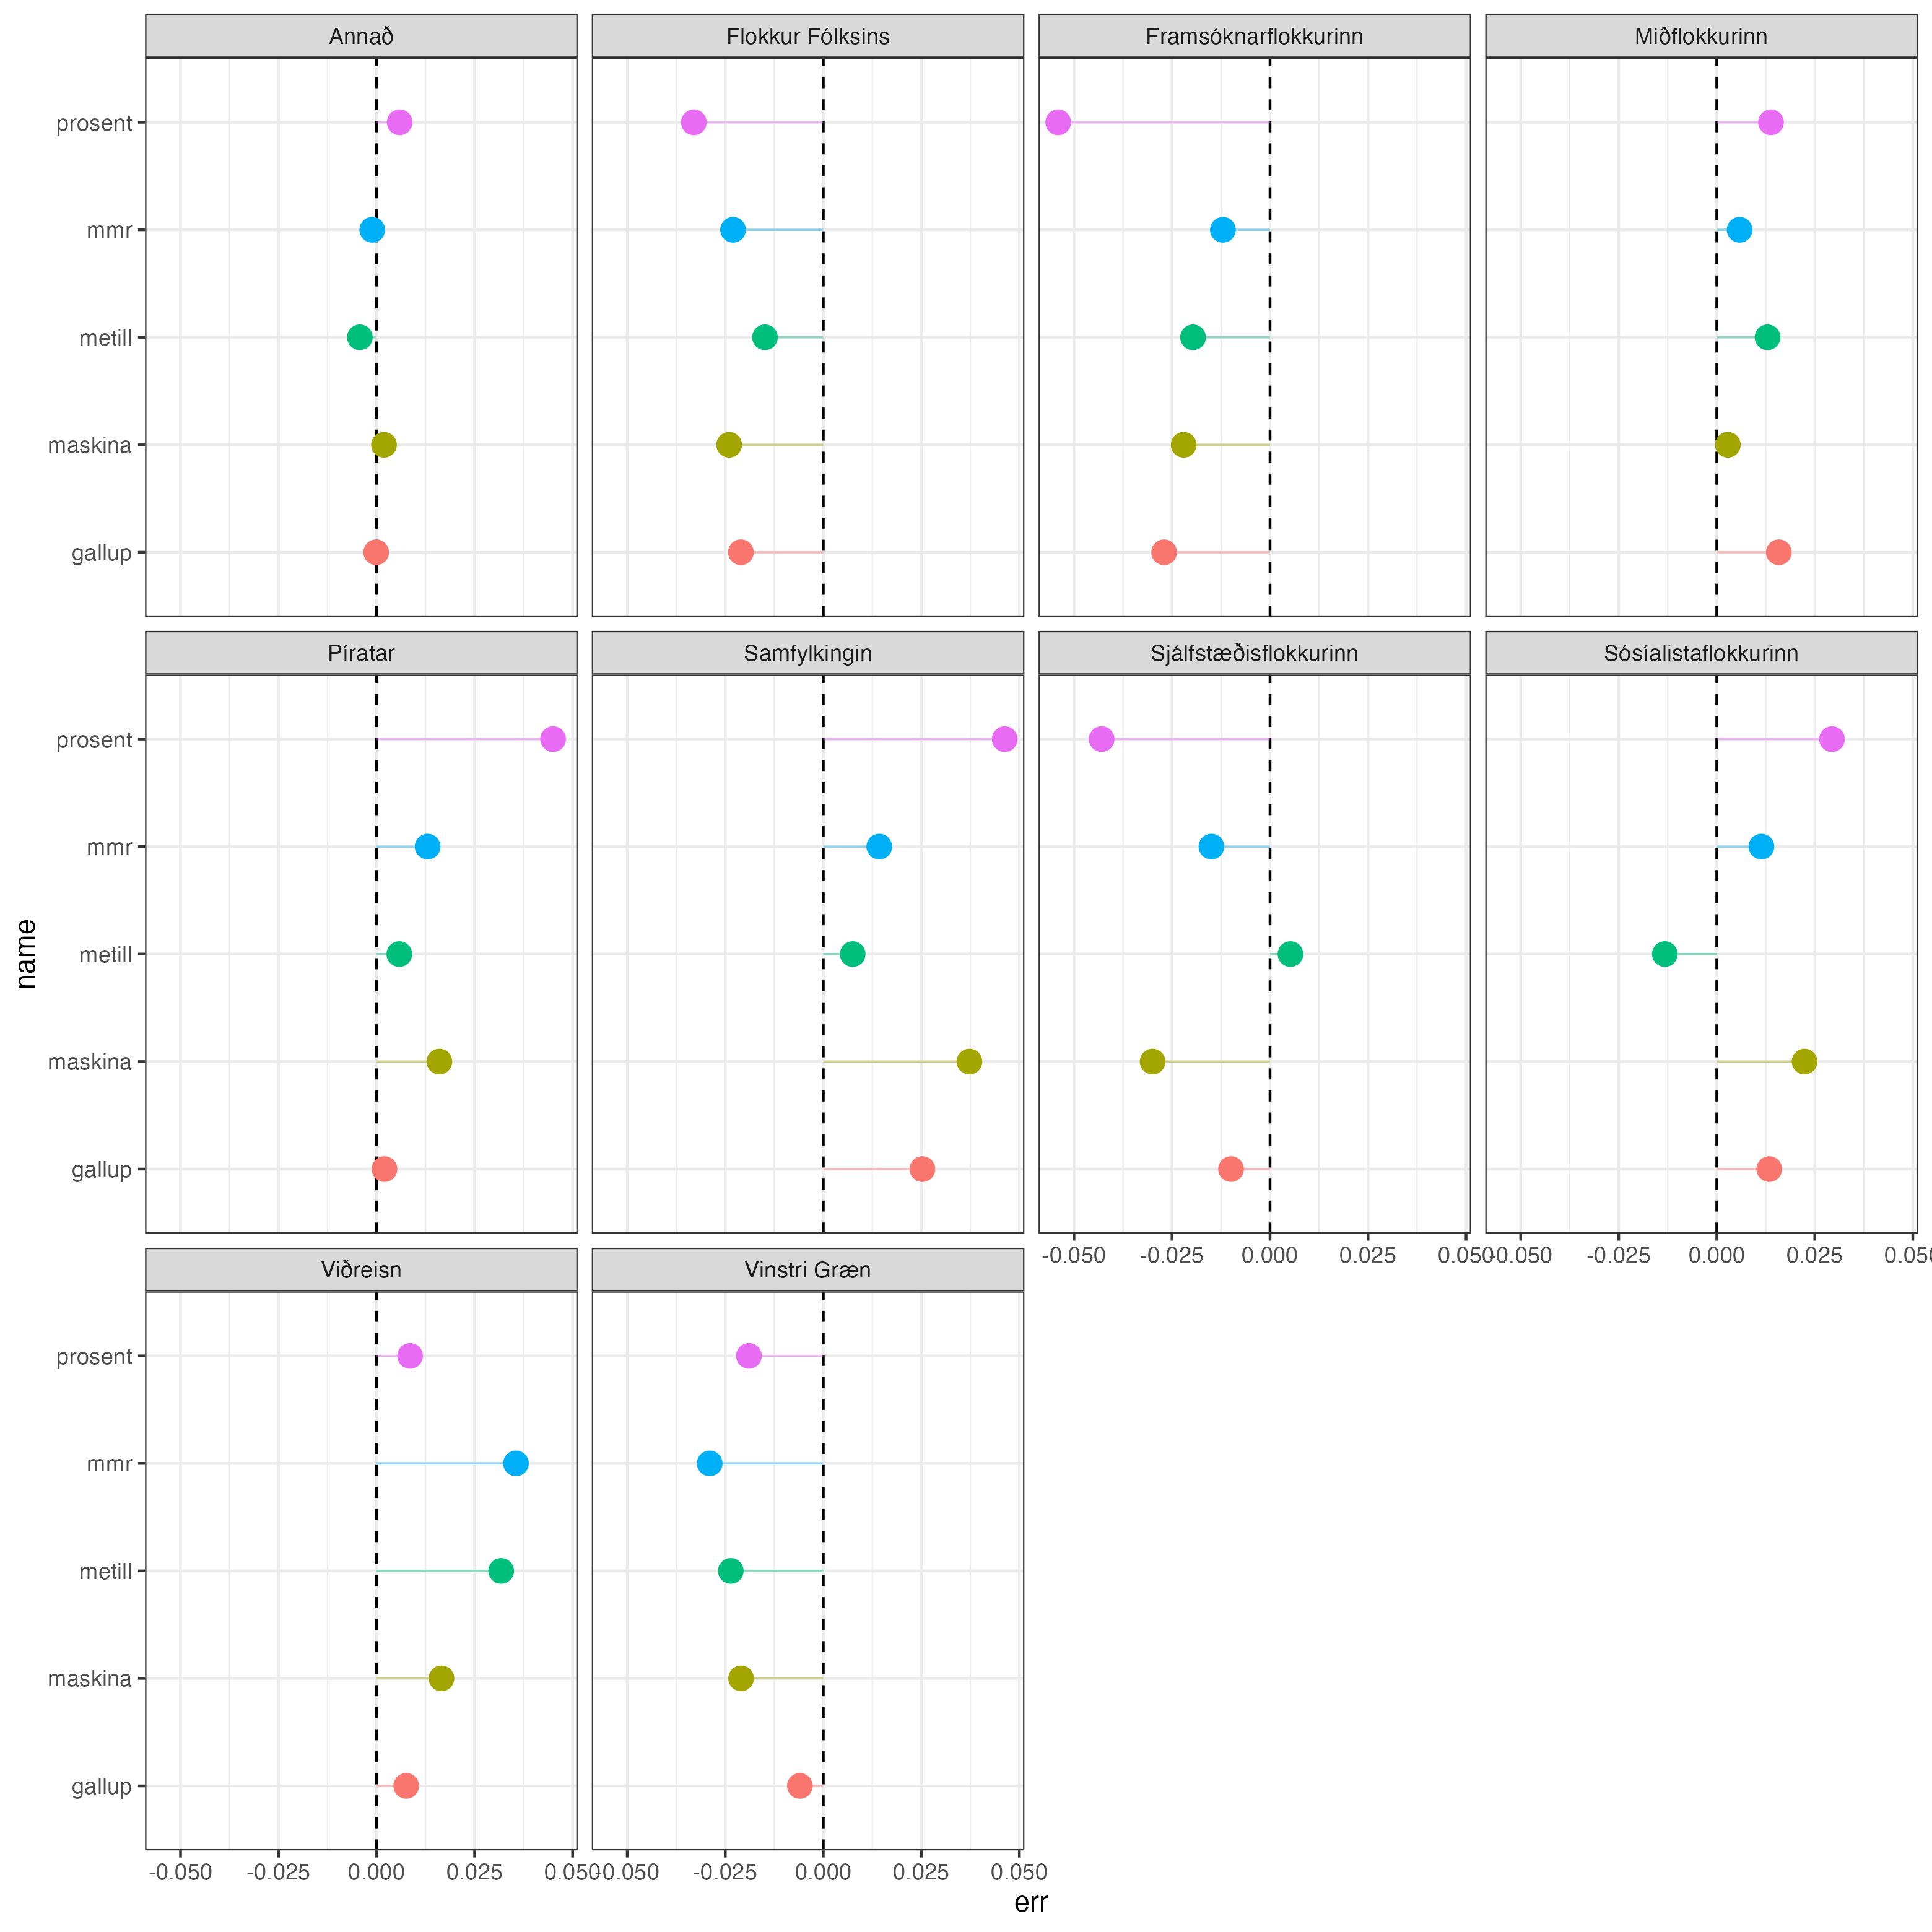 Annað Flokkur Fólksins Framsóknarflokkurinn Miðflokkurinn
prosent
mmr
metill
maskina
gallup
Píratar Samfylkingin Sjálfstæðisflokkurinn Sósíalistaflokkurinn
prosent
mmr
metill
maskina
gallup
-0.050 -0.025 0.000 0.025 0.050 -0.050 -0.025 0.000 0.025 0.050
Viðreisn Vinstri Græn
prosent
mmr
metill
maskina
gallup
-0.050 -0.025 0.000 0.025 0.050 -0.050 -0.025 0.000 0.025 0.050
err
name